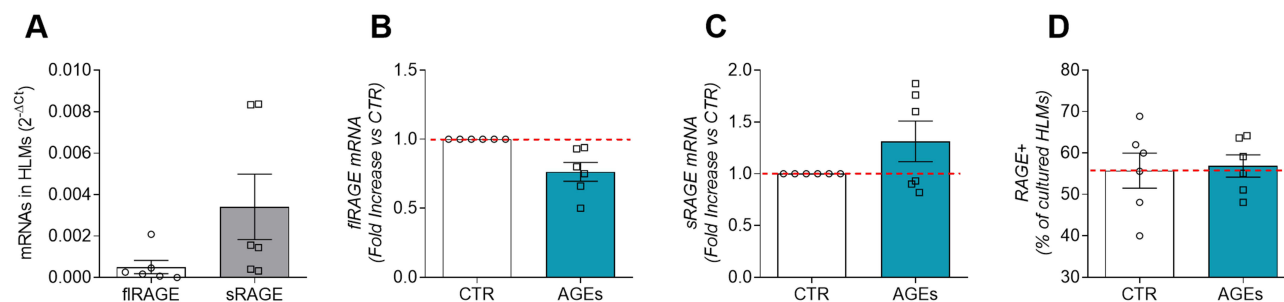 A
mRNAs in HLMs (2-ΔCt)
0.010
0.008
0.006
0.004
0.002
0.000
flRAGE
sRAGE
B
flRAGE mRNA
(Fold Increase vs CTR)
1.5
1.0
0.5
0.0
CTR
AGEs
C
sRAGE mRNA
(Fold Increase vs CTR)
2.0
1.5
1.0
0.5
0.0
CTR
AGEs
D
RAGE+
(% of cultured HLMs)
80
70
60
50
40
30
CTR
AGEs